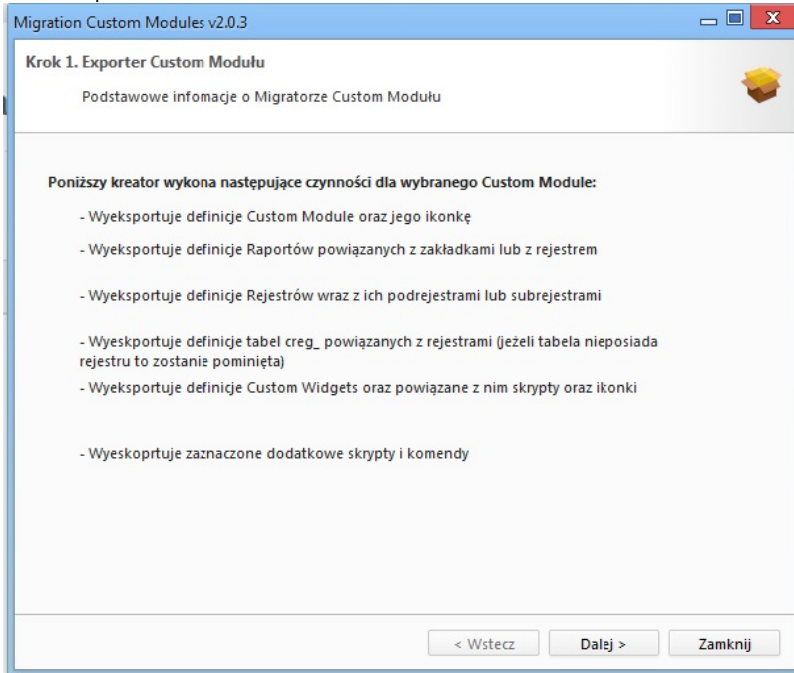 Migration Custom Modules v2.0.3
Krok 1. Exporter Custom Modułu
Podstawowe infomacje o Migratorze Custom Modułu
Poniższy kreator wykona następujące czynności dla wybranego Custom Module:
- Wyeksportuje definicje Custom Module oraz jego ikonkę
- Wyeksportuje definicje Raportów powiązanych z zakładkami lub z rejestrem
- Wyeksportuje definicje Rejestrów wraz z ich podrejestrami lub subrejestrami
- Wyeskportuje definicje tabel creg_ powiązanych z rejestrami (jeżeli tabela nieposiada
rejestru to zostanie pominięta)
- Wyeksportuje definicje Custom Widgets oraz powiązane z nim skrypty oraz ikonki
- Wyeskoprtuje zaznaczone dodatkowe skrypty i komendy
< Wstecz
Dalej >
Zamknij